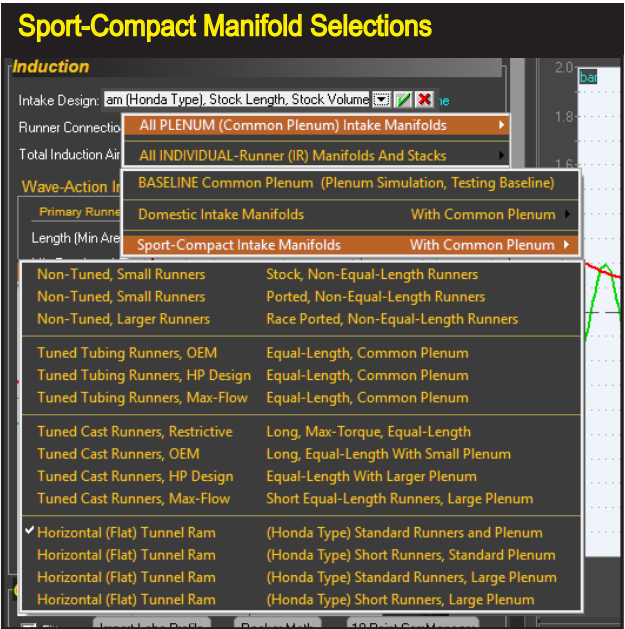 Sport-Compact Manifold Selections
Induction
2.0
bar
Intake Design: am (Honda Type), Stock Length, Stock Volume
1.8
Runner Connectio
All PLENUM (Common Plenum) Intake Manifolds
Total Induction Air
All INDIVIDUAL-Runner (IR) Manifolds And Stacks
1.6
Wave-Action In
BASELINE Common Plenum (Plenum Simulation, Testing Baseline)
Primary Runne
Domestic Intake Manifolds With Common Plenum
Length (Min Are
Sport-Compact Intake Manifolds With Common Plenum
Non-Tuned, Small Runners Stock, Non-Equal-Length Runners
Non-Tuned, Small Runners Ported, Non-Equal-Length Runners
Non-Tuned, Larger Runners Race Ported, Non-Equal-Length Runners
Tuned Tubing Runners, OEM Equal-Length, Common Plenum
Tuned Tubing Runners, HP Design Equal-Length, Common Plenum
Tuned Tubing Runners, Max-Flow Equal-Length, Common Plenum
Tuned Cast Runners, Restrictive Long, Max-Torque, Equal-Length
Tuned Cast Runners, OEM Long, Equal-Length With Small Plenum
Tuned Cast Runners, HP Design Equal-Length With Larger Plenum
Tuned Cast Runners, Max-Flow Short Equal-Length Runners, Large Plenum
Horizontal (Flat) Tunnel Ram (Honda Type) Standard Runners and Plenum
Horizontal (Flat) Tunnel Ram (Honda Type) Short Runners, Standard Plenum
Horizontal (Flat) Tunnel Ram (Honda Type) Standard Runners, Large Plenum
Horizontal (Flat) Tunnel Ram (Honda Type) Short Runners, Large Plenum